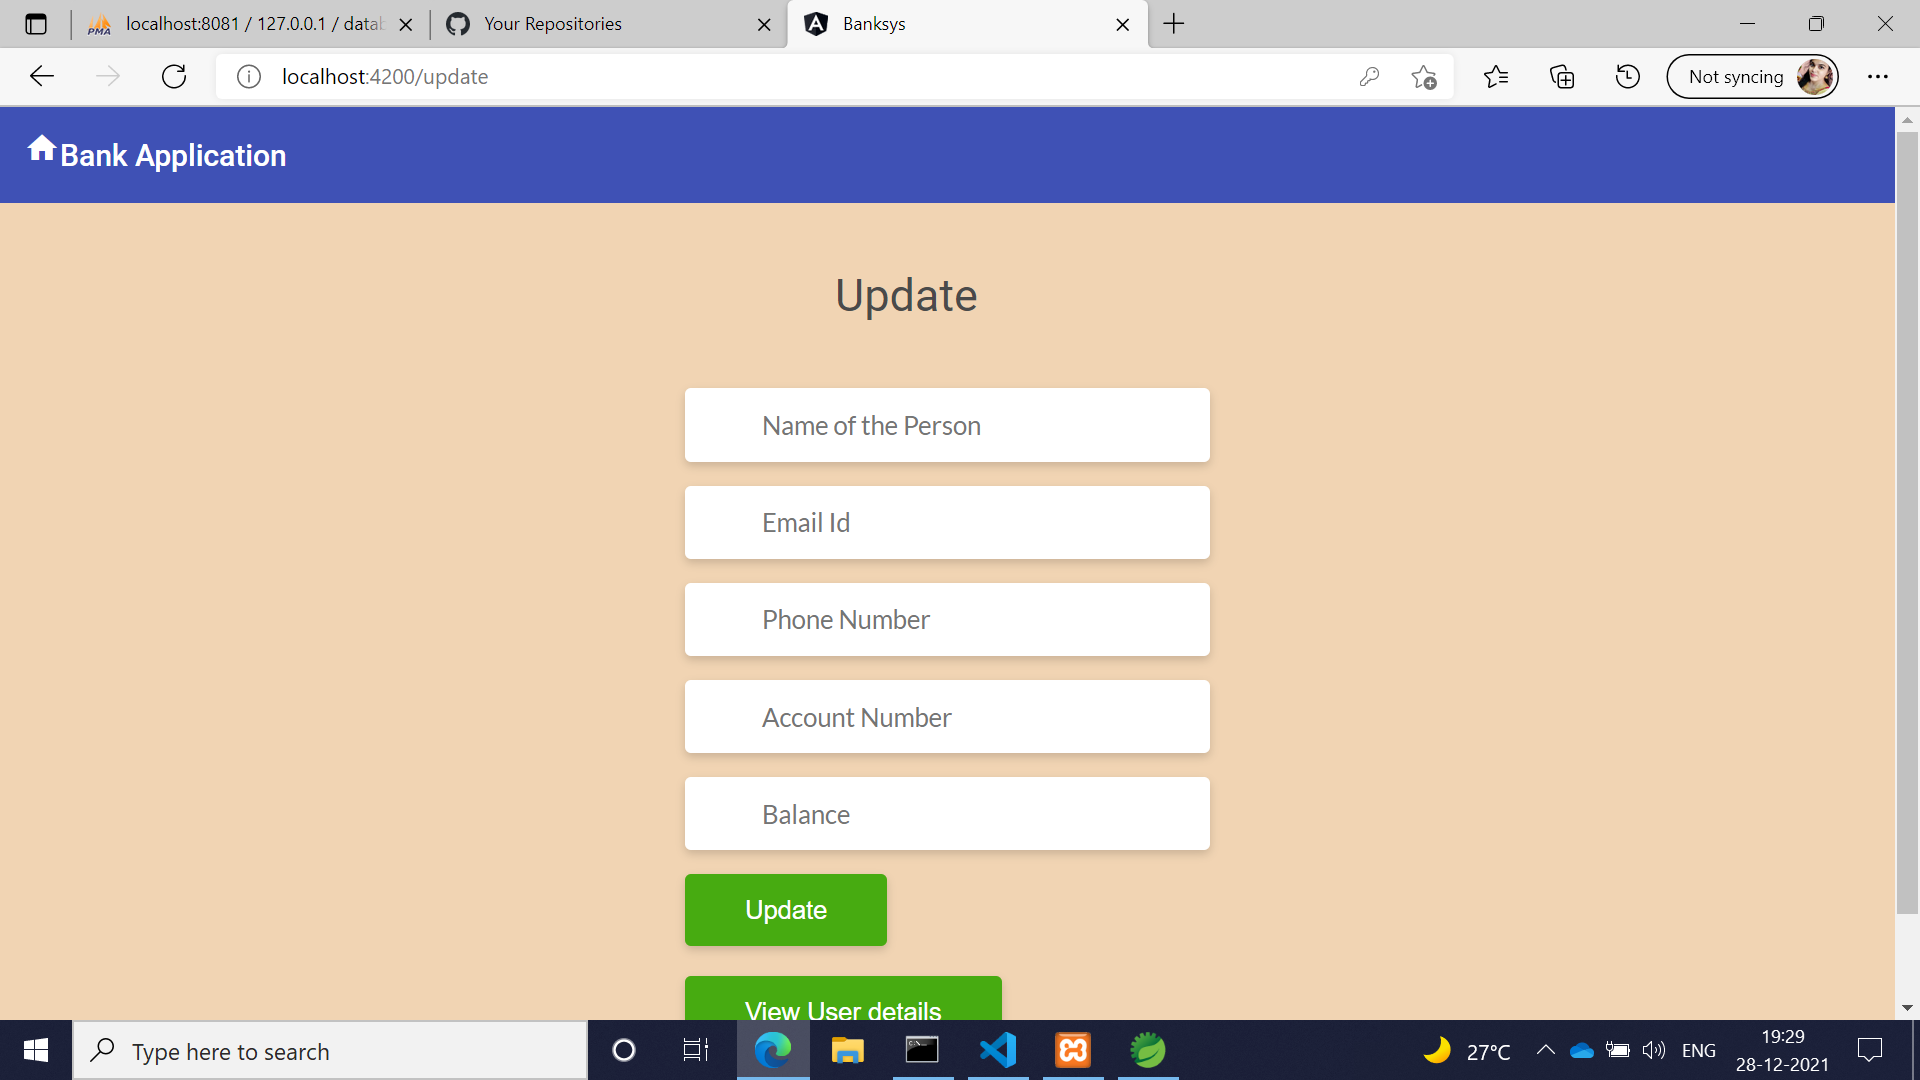 localhost:8081 / 127.0.0.1 / datab
Your Repositories
Banksys
localhost:4200/update
Not syncing
Bank Application
Update
Name of the Person
Email Id
Phone Number
Account Number
Balance
Update
View User details
Type here to search
27°C
ENG
19:29
28-12-2021